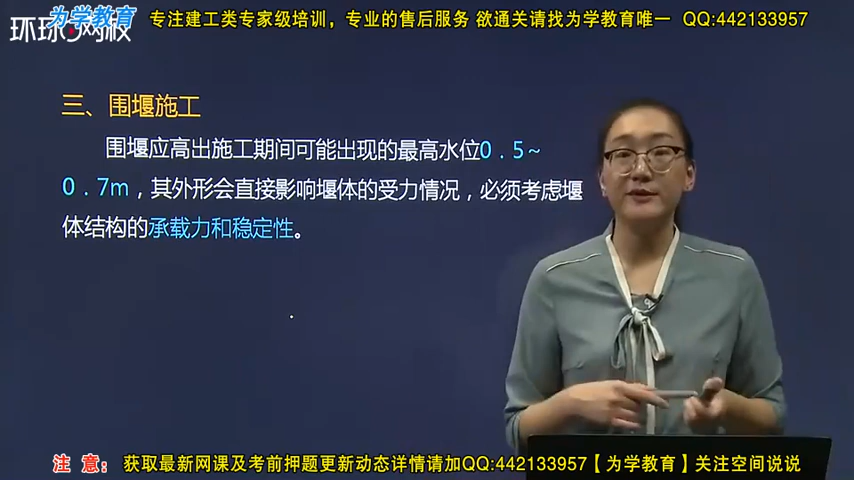 为学教育 专注建工类专家级培训，专业的售后服务 欲通关请找为学教育唯一 QQ:442133957
环球网校
三、围堰施工
围堰应高出施工期间可能出现的最高水位0．5~
0．7m，其外形会直接影响堰体的受力情况，必须考虑堰
体结构的承载力和稳定性。
注 意： 获取最新网课及考前押题更新动态详情请加QQ:442133957【为学教育】关注空间说说